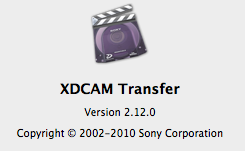 XDCAM Transfer
Version 2.12.0
Copyright © 2002-2010 Sony Corporation